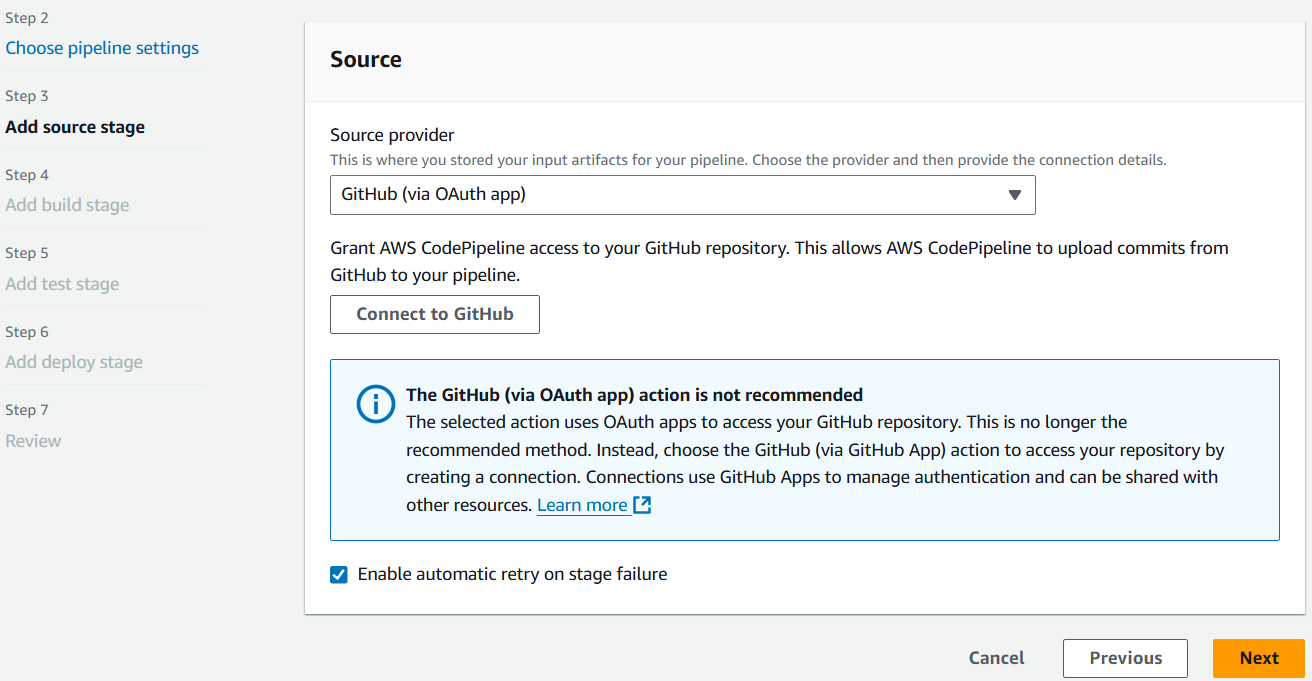 Step 2
Choose pipeline settings
Step 3
Add source stage
Step 4
Add build stage
Step 5
Add test stage
Step 6
Add deploy stage
Step 7
Review
Source
Source provider
This is where you stored your input artifacts for your pipeline. Choose the provider and then provide the connection details.
GitHub (via OAuth app)
Grant AWS CodePipeline access to your GitHub repository. This allows AWS CodePipeline to upload commits from
GitHub to your pipeline.
Connect to GitHub
The GitHub (via OAuth app) action is not recommended
The selected action uses OAuth apps to access your GitHub repository. This is no longer the
recommended method. Instead, choose the GitHub (via GitHub App) action to access your repository by
creating a connection. Connections use GitHub Apps to manage authentication and can be shared with
other resources. Learn more
Enable automatic retry on stage failure
Cancel
Previous
Next